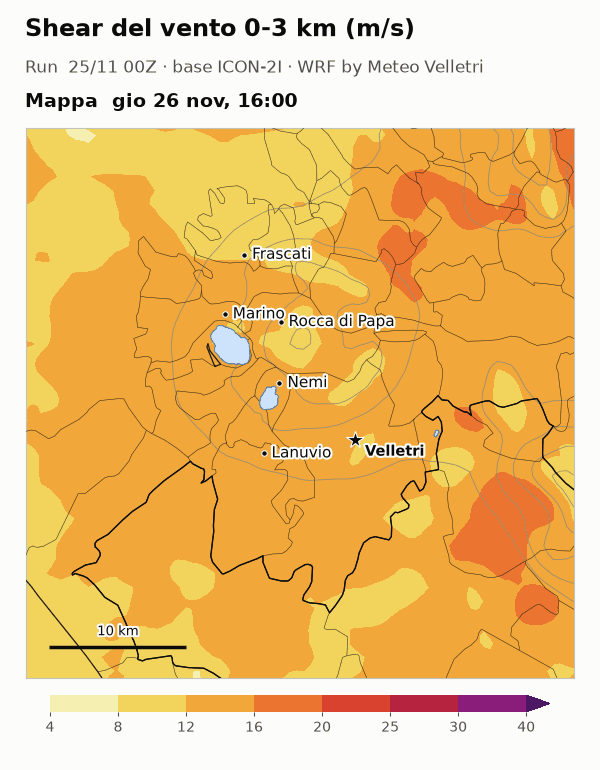 Shear del vento 0-3 km (m/s)
Run  25/11 00Z · base ICON-2I · WRF by Meteo Velletri
Mappa  gio 26 nov, 16:00
Frascati
Marino
Rocca di Papa
Nemi
Velletri
Lanuvio
10 km
4 8 12 16 20 25 30 40